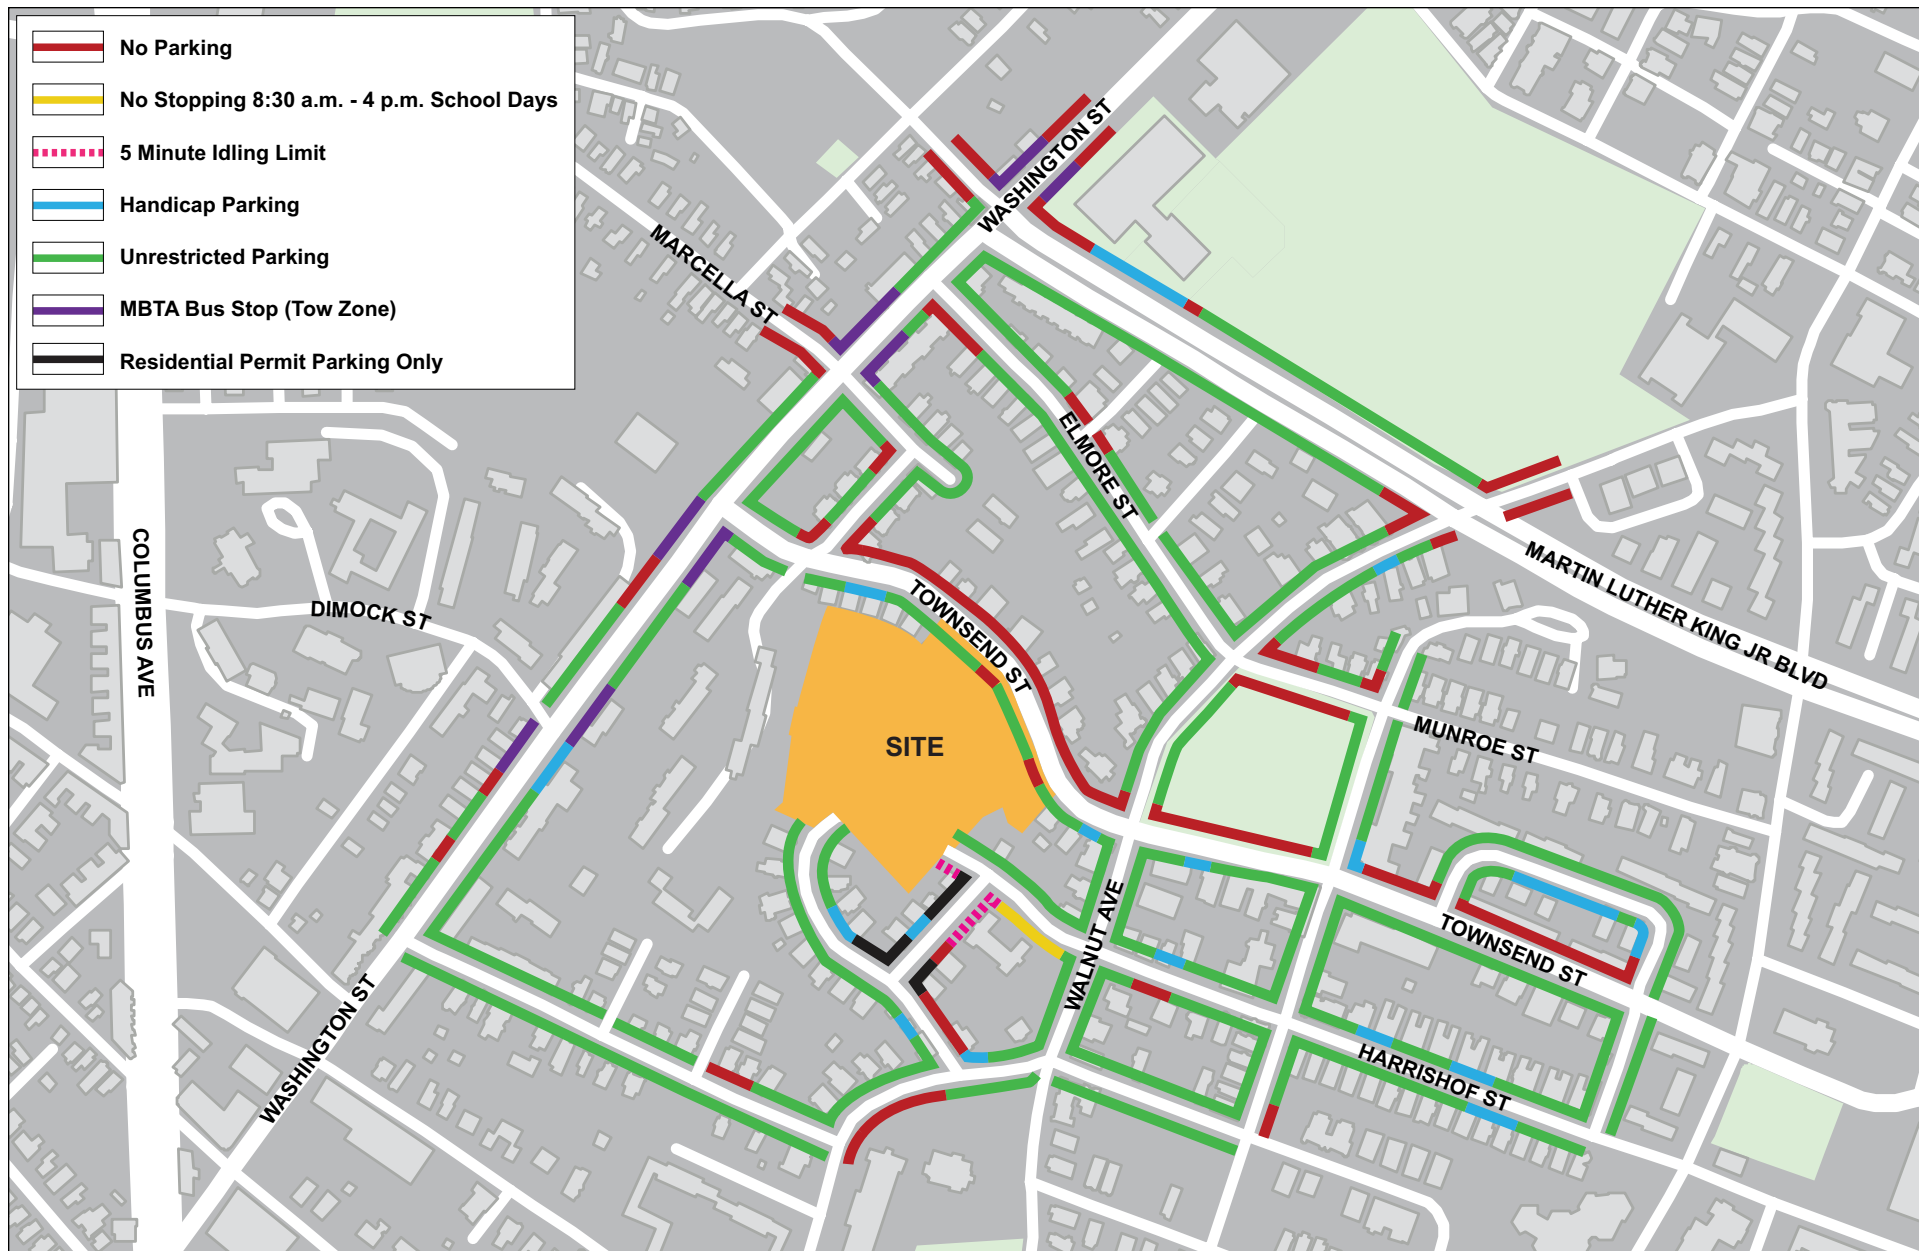 No Parking
No Stopping 8:30 a.m. - 4 p.m. School Days
5 Minute Idling Limit
Handicap Parking
Unrestricted Parking
MBTA Bus Stop (Tow Zone)
Residential Permit Parking Only
WASHINGTON ST
MARCELLA ST
ELMORE ST
COLUMBUS AVE
DIMOCK ST
TOWNSEND ST
MARTIN LUTHER KING JR BLVD
SITE
MUNROE ST
WALNUT AVE
TOWNSEND ST
WASHINGTON ST
HARRISHOF ST